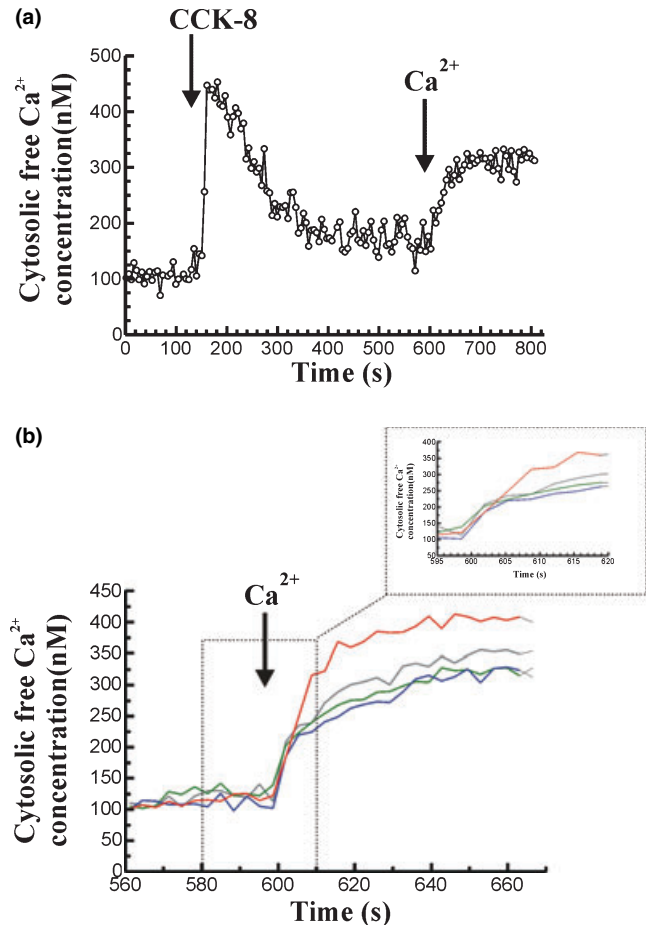 (a)
CCK-8
Ca2+
Cytosolic free Ca2+
concentration(nM)
500
400
300
200
100
0
0 100 200 300 400 500 600 700 800
Time (s)
(b)
Cytosolic free Ca2+
concentration(nM)
400
350
300
250
200
150
100
50
595 600 605 610 615 620
Time (s)
Ca2+
Cytosolic free Ca2+
concentration(nM)
450
400
350
300
250
200
150
100
50
0
560 580 600 620 640 660
Time (s)